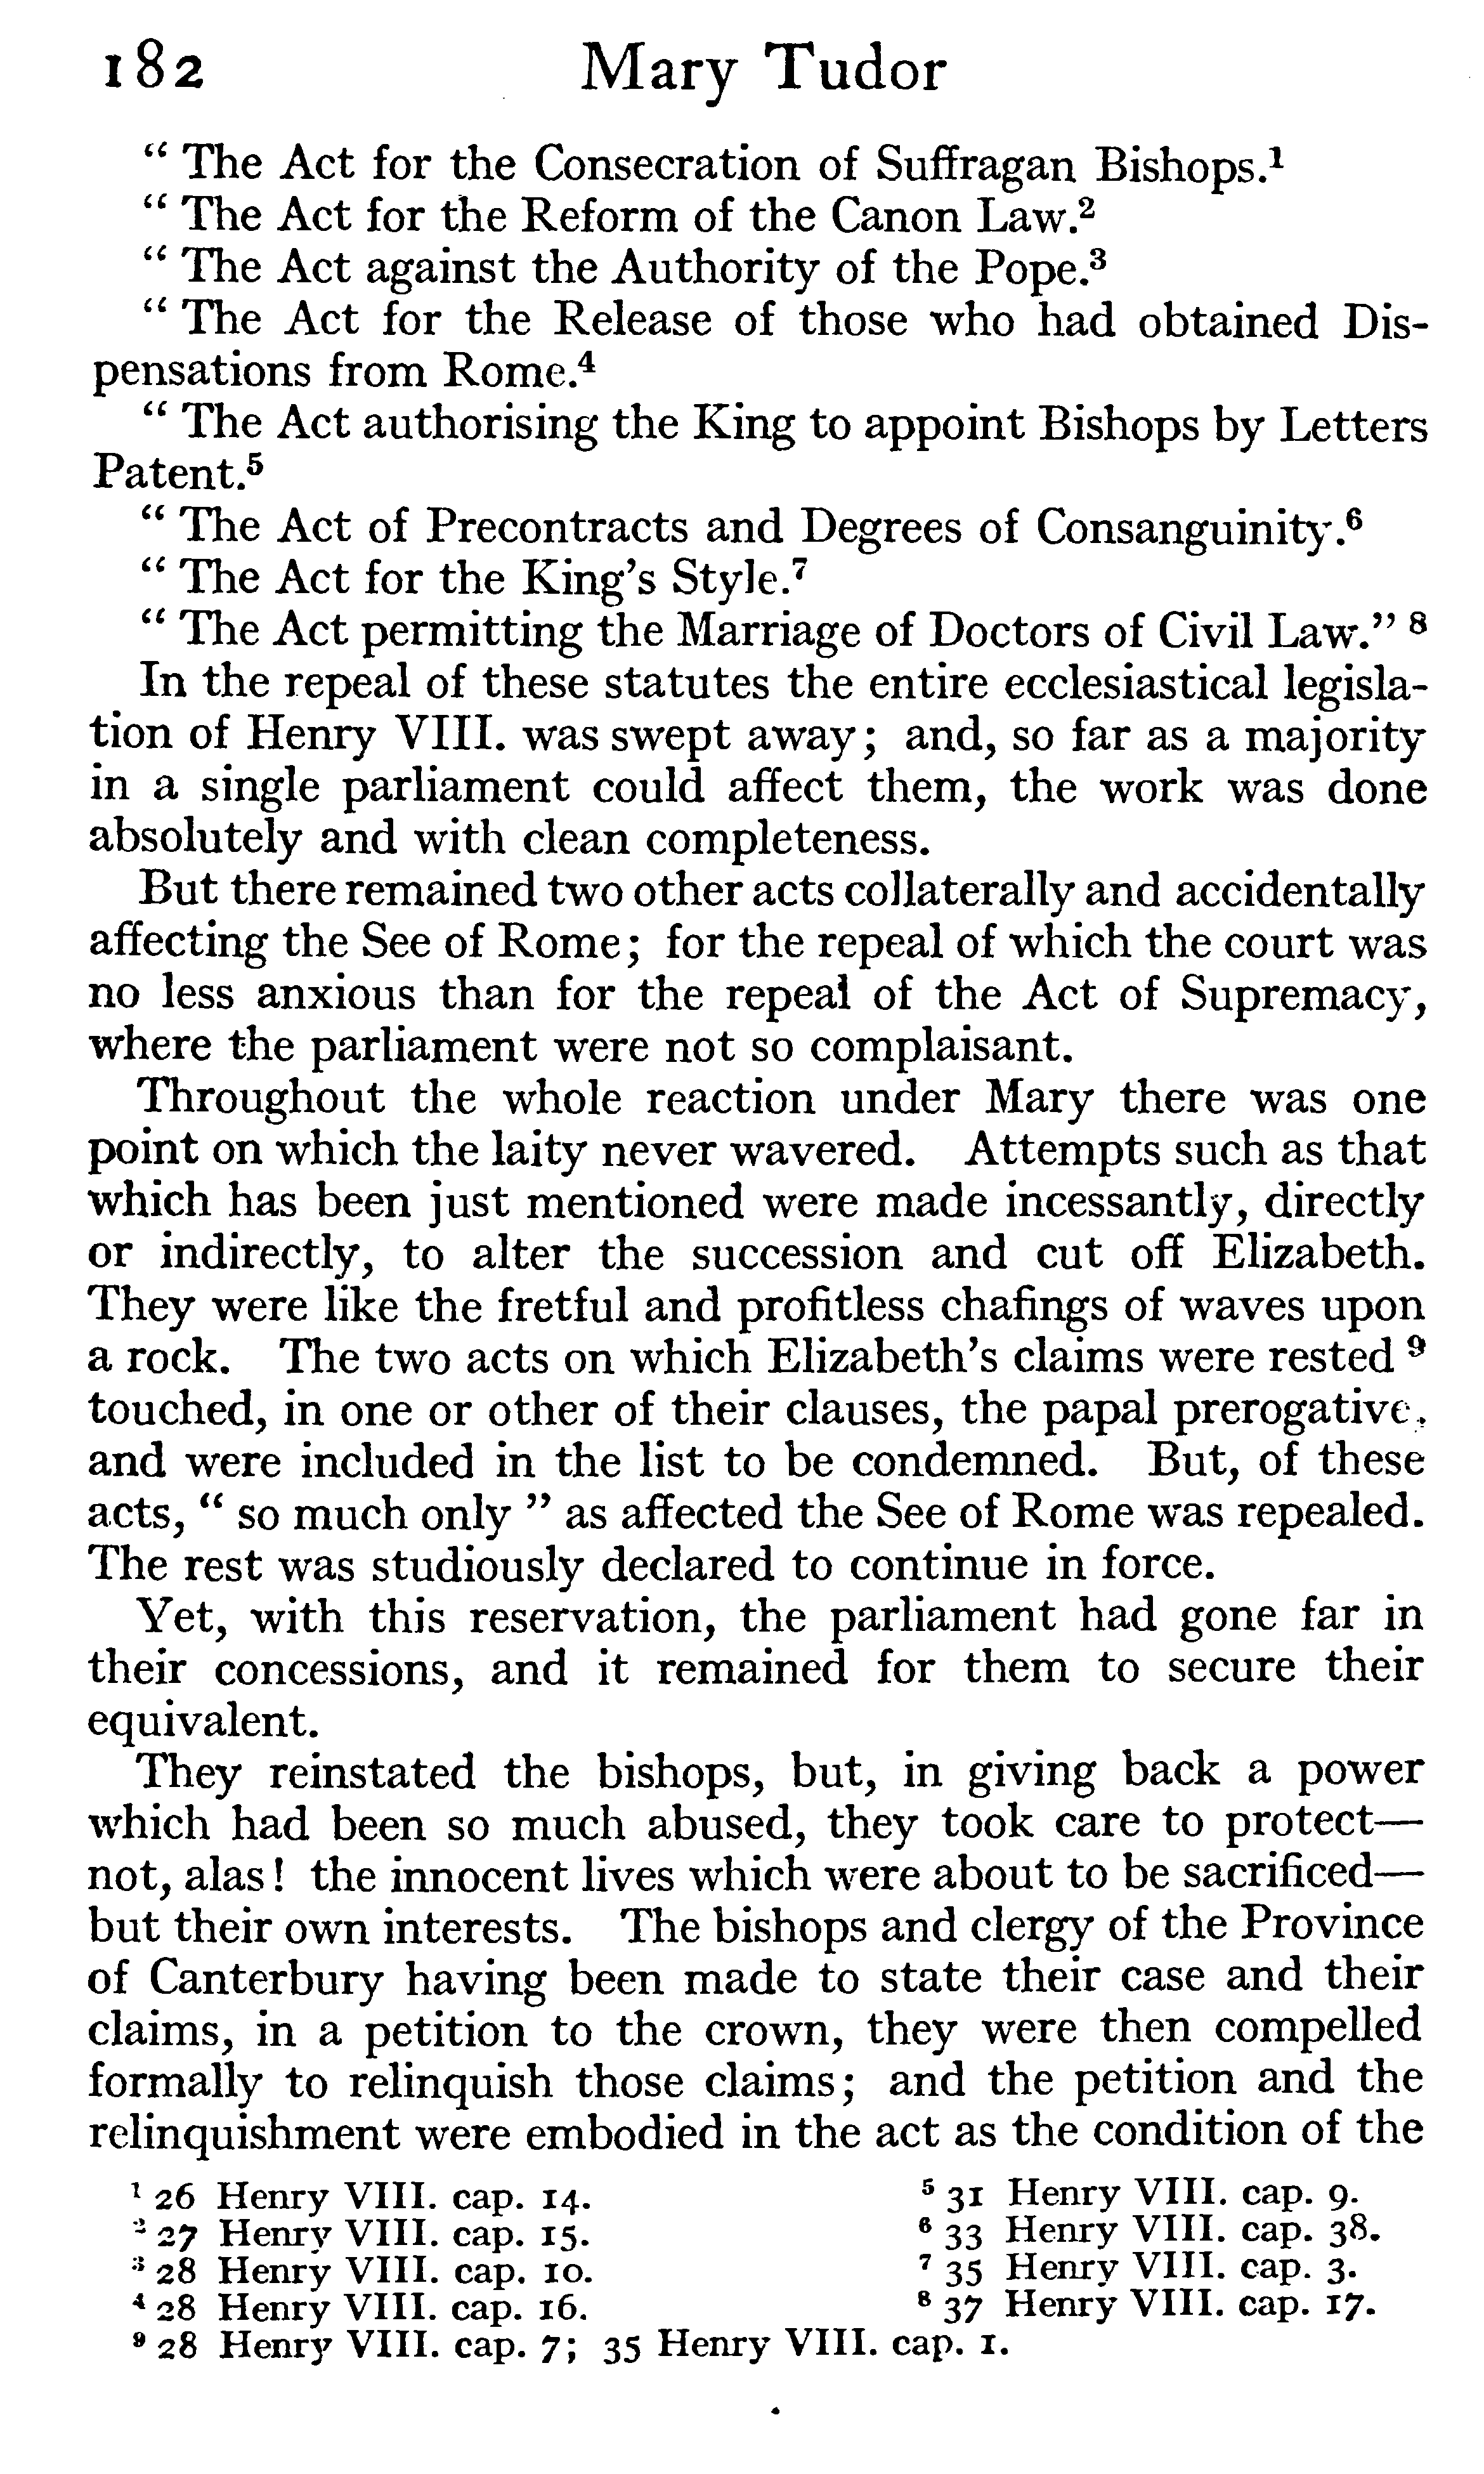 182 Mary Tudor
“ The Act for the Consecration of Suffragan Bishops.¹
“ The Act for the Reform of the Canon Law.²
“ The Act against the Authority of the Pope.³
“ The Act for the Release of those who had obtained Dis-
pensations from Rome.⁴
“ The Act authorising the King to appoint Bishops by Letters
Patent.⁵
“ The Act of Precontracts and Degrees of Consanguinity.⁶
“ The Act for the King’s Style.⁷
“ The Act permitting the Marriage of Doctors of Civil Law.” ⁸
In the repeal of these statutes the entire ecclesiastical legisla-
tion of Henry VIII. was swept away; and, so far as a majority
in a single parliament could affect them, the work was done
absolutely and with clean completeness.
But there remained two other acts collaterally and accidentally
affecting the See of Rome; for the repeal of which the court was
no less anxious than for the repeal of the Act of Supremacy,
where the parliament were not so complaisant.
Throughout the whole reaction under Mary there was one
point on which the laity never wavered. Attempts such as that
which has been just mentioned were made incessantly, directly
or indirectly, to alter the succession and cut off Elizabeth.
They were like the fretful and profitless chafings of waves upon
a rock. The two acts on which Elizabeth’s claims were rested ⁹
touched, in one or other of their clauses, the papal prerogative,
and were included in the list to be condemned. But, of these
acts, “ so much only ” as affected the See of Rome was repealed.
The rest was studiously declared to continue in force.
Yet, with this reservation, the parliament had gone far in
their concessions, and it remained for them to secure their
equivalent.
They reinstated the bishops, but, in giving back a power
which had been so much abused, they took care to protect—
not, alas! the innocent lives which were about to be sacrificed—
but their own interests. The bishops and clergy of the Province
of Canterbury having been made to state their case and their
claims, in a petition to the crown, they were then compelled
formally to relinquish those claims; and the petition and the
relinquishment were embodied in the act as the condition of the
¹ 26 Henry VIII. cap. 14. ⁵ 31 Henry VIII. cap. 9.
² 27 Henry VIII. cap. 15. ⁶ 33 Henry VIII. cap. 38.
³ 28 Henry VIII. cap. 10. ⁷ 35 Henry VIII. cap. 3.
⁴ 28 Henry VIII. cap. 16. ⁸ 37 Henry VIII. cap. 17.
⁹ 28 Henry VIII. cap. 7; 35 Henry VIII. cap. 1.